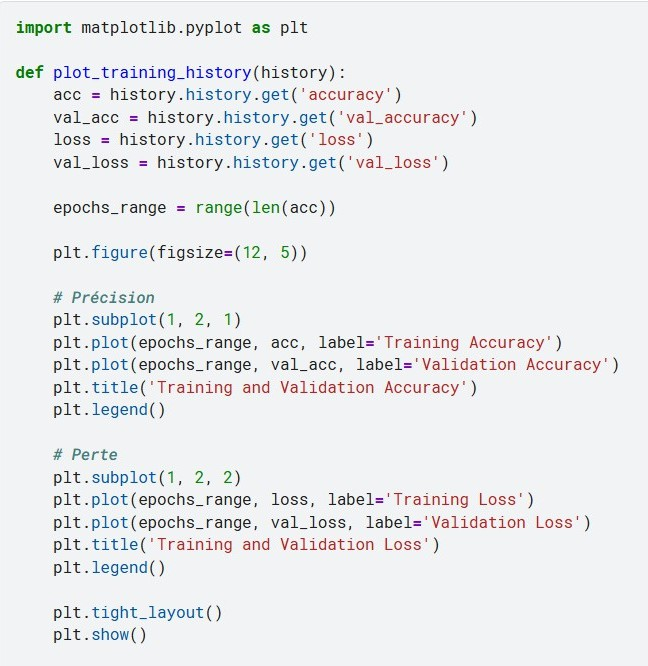 import matplotlib.pyplot as plt

def plot_training_history(history):
    acc = history.history.get('accuracy')
    val_acc = history.history.get('val_accuracy')
    loss = history.history.get('loss')
    val_loss = history.history.get('val_loss')

    epochs_range = range(len(acc))

    plt.figure(figsize=(12, 5))

    # Précision
    plt.subplot(1, 2, 1)
    plt.plot(epochs_range, acc, label='Training Accuracy')
    plt.plot(epochs_range, val_acc, label='Validation Accuracy')
    plt.title('Training and Validation Accuracy')
    plt.legend()

    # Perte
    plt.subplot(1, 2, 2)
    plt.plot(epochs_range, loss, label='Training Loss')
    plt.plot(epochs_range, val_loss, label='Validation Loss')
    plt.title('Training and Validation Loss')
    plt.legend()

    plt.tight_layout()
    plt.show()